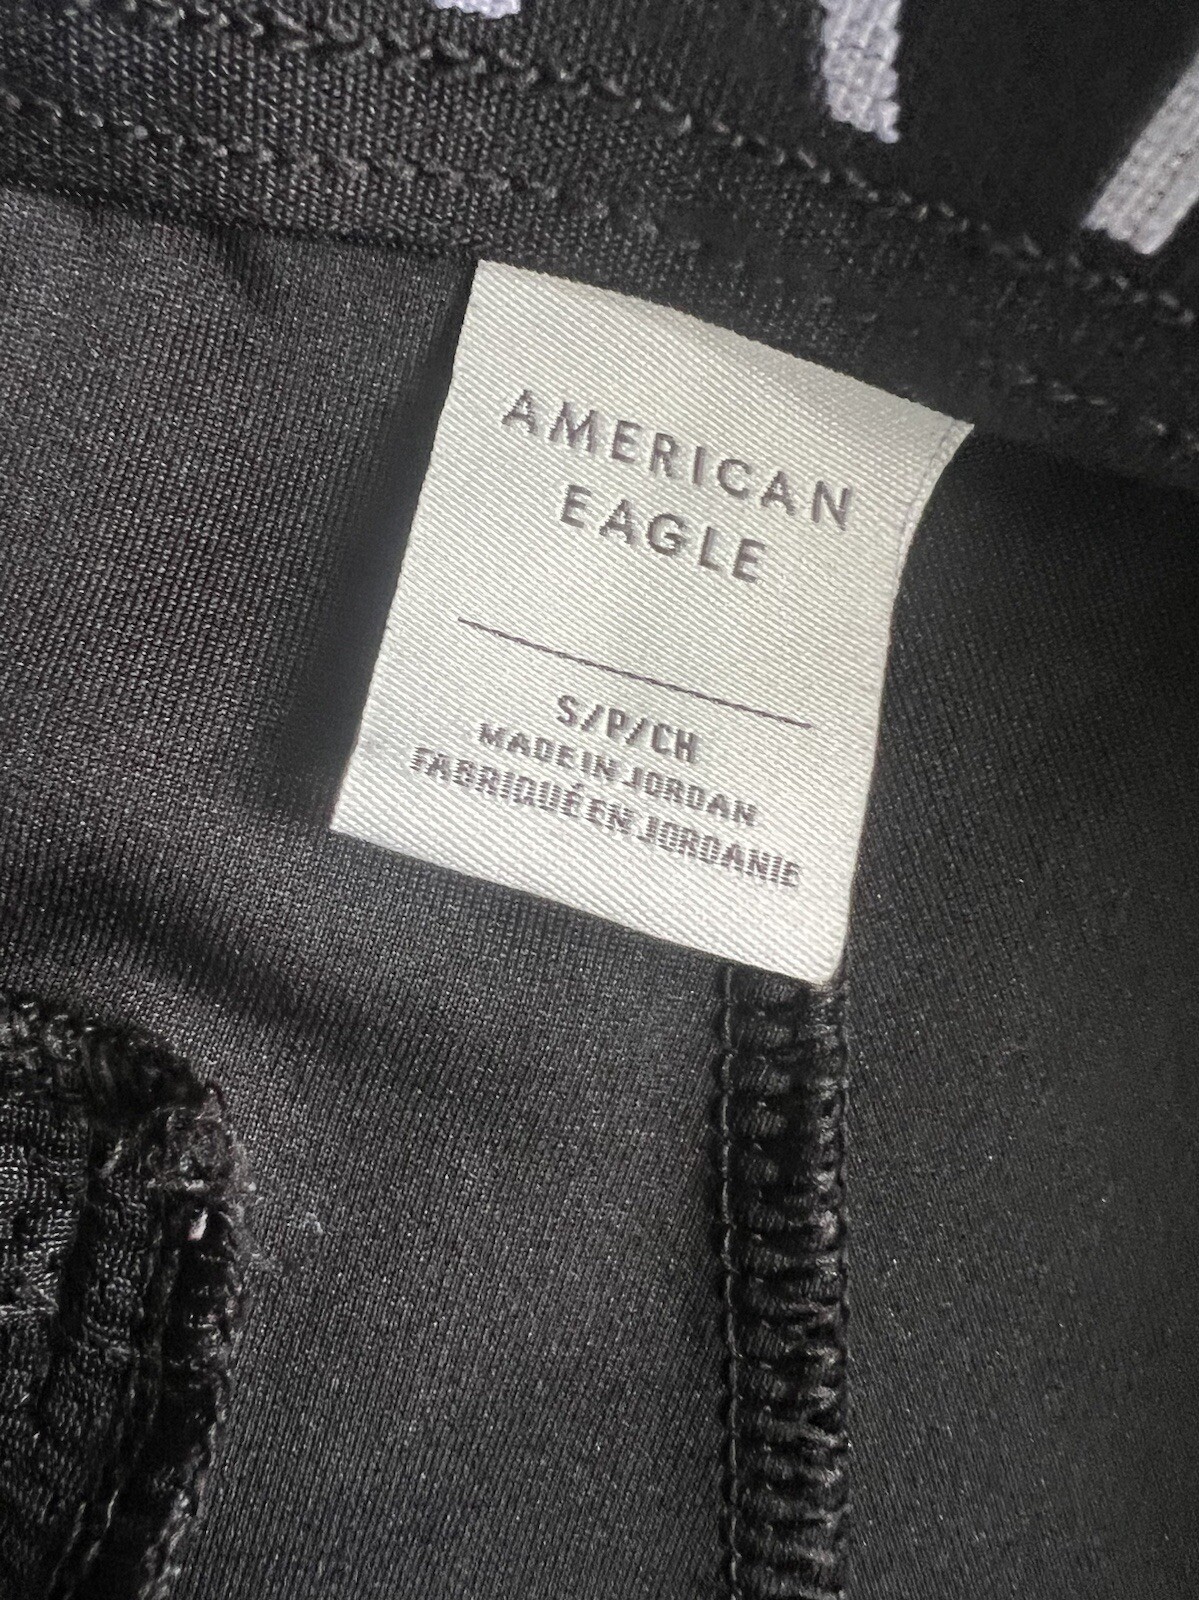 AMERICAN
EAGLE
S/P/CH
MADE IN JORDAN
FABRIQUÉ EN JORDANIE